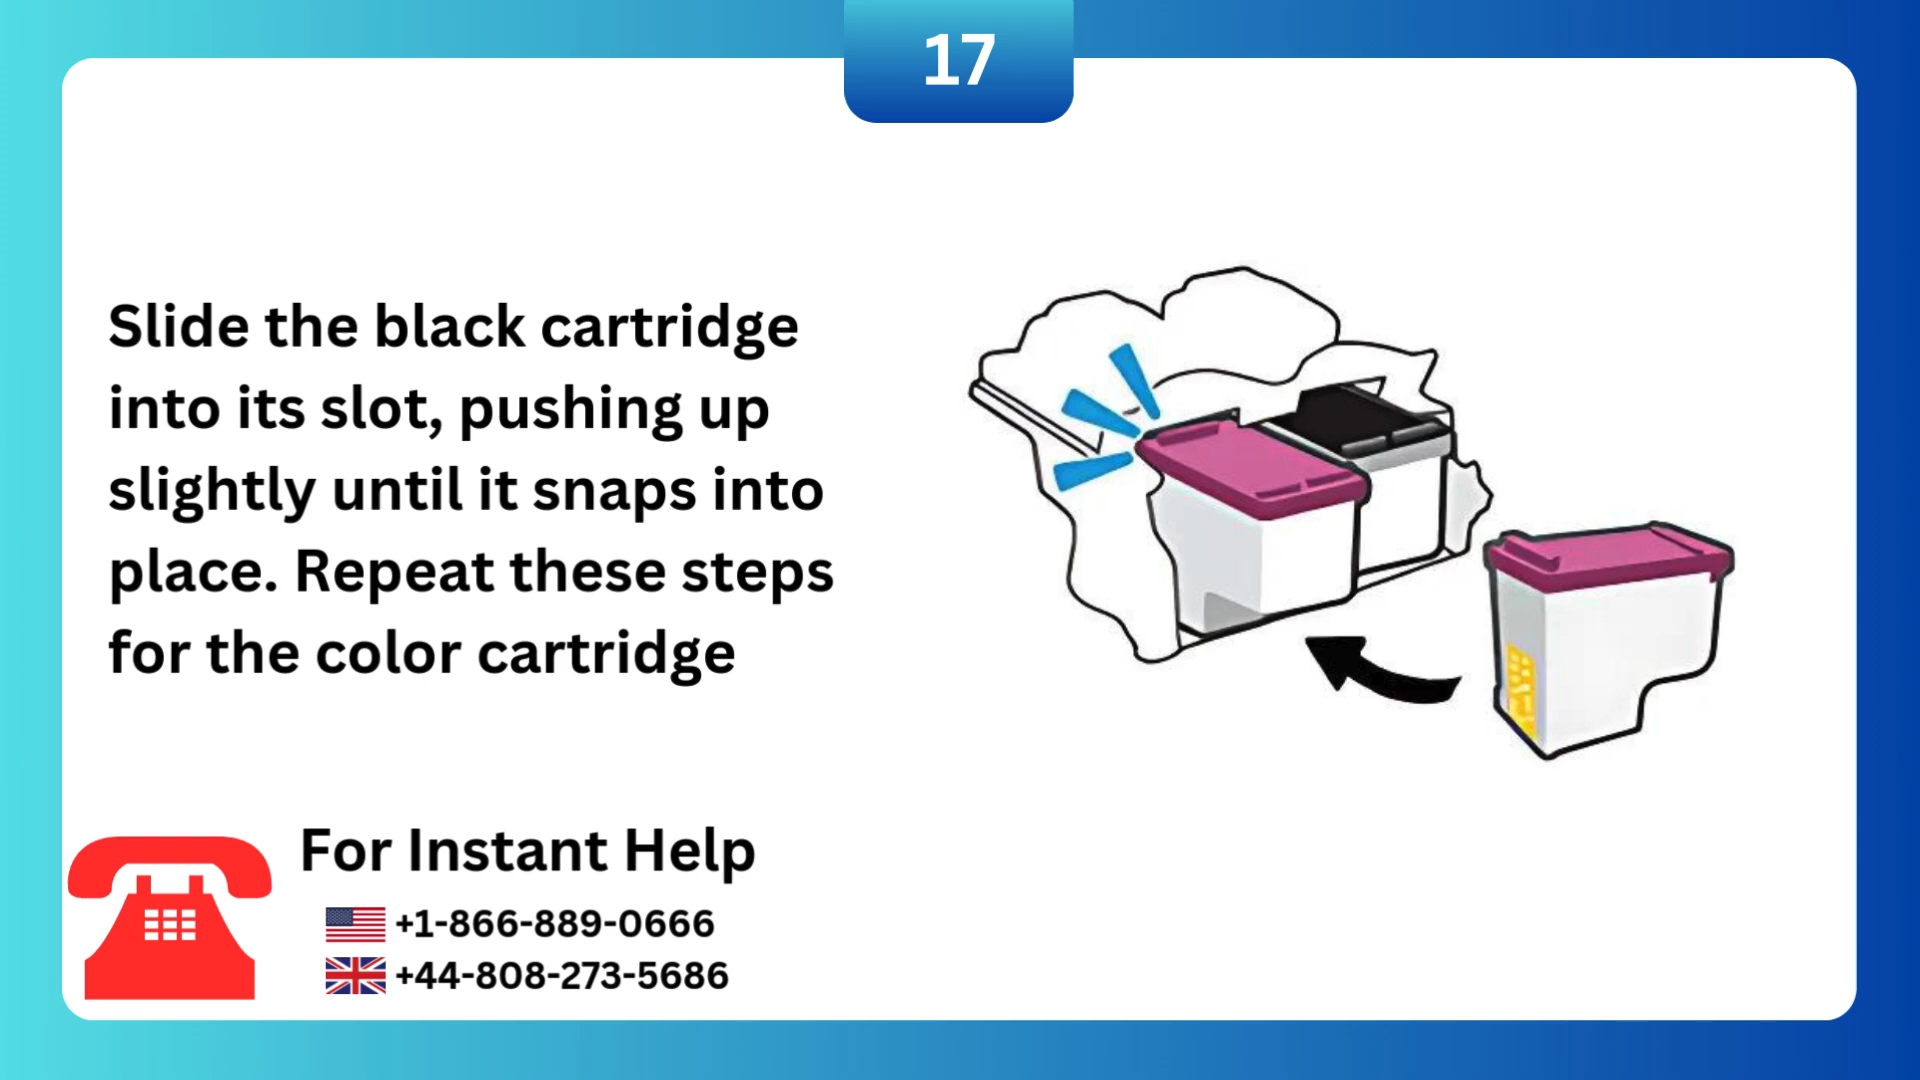 17
Slide the black cartridge
into its slot, pushing up
slightly until it snaps into
place. Repeat these steps
for the color cartridge
For Instant Help
+1-866-889-0666
+44-808-273-5686